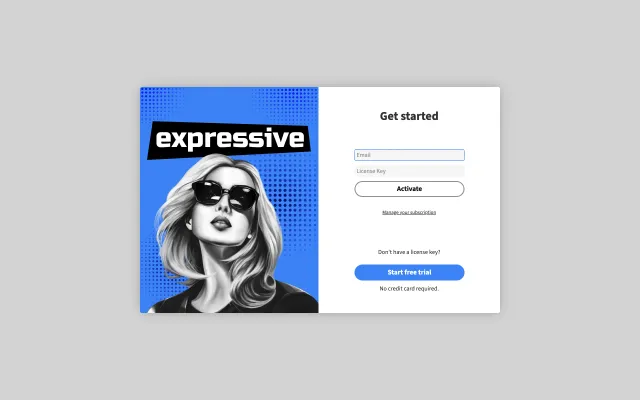 expressive
Get started
Email
License Key
Activate
Manage your subscription
Don't have a license key?
Start free trial
No credit card required.